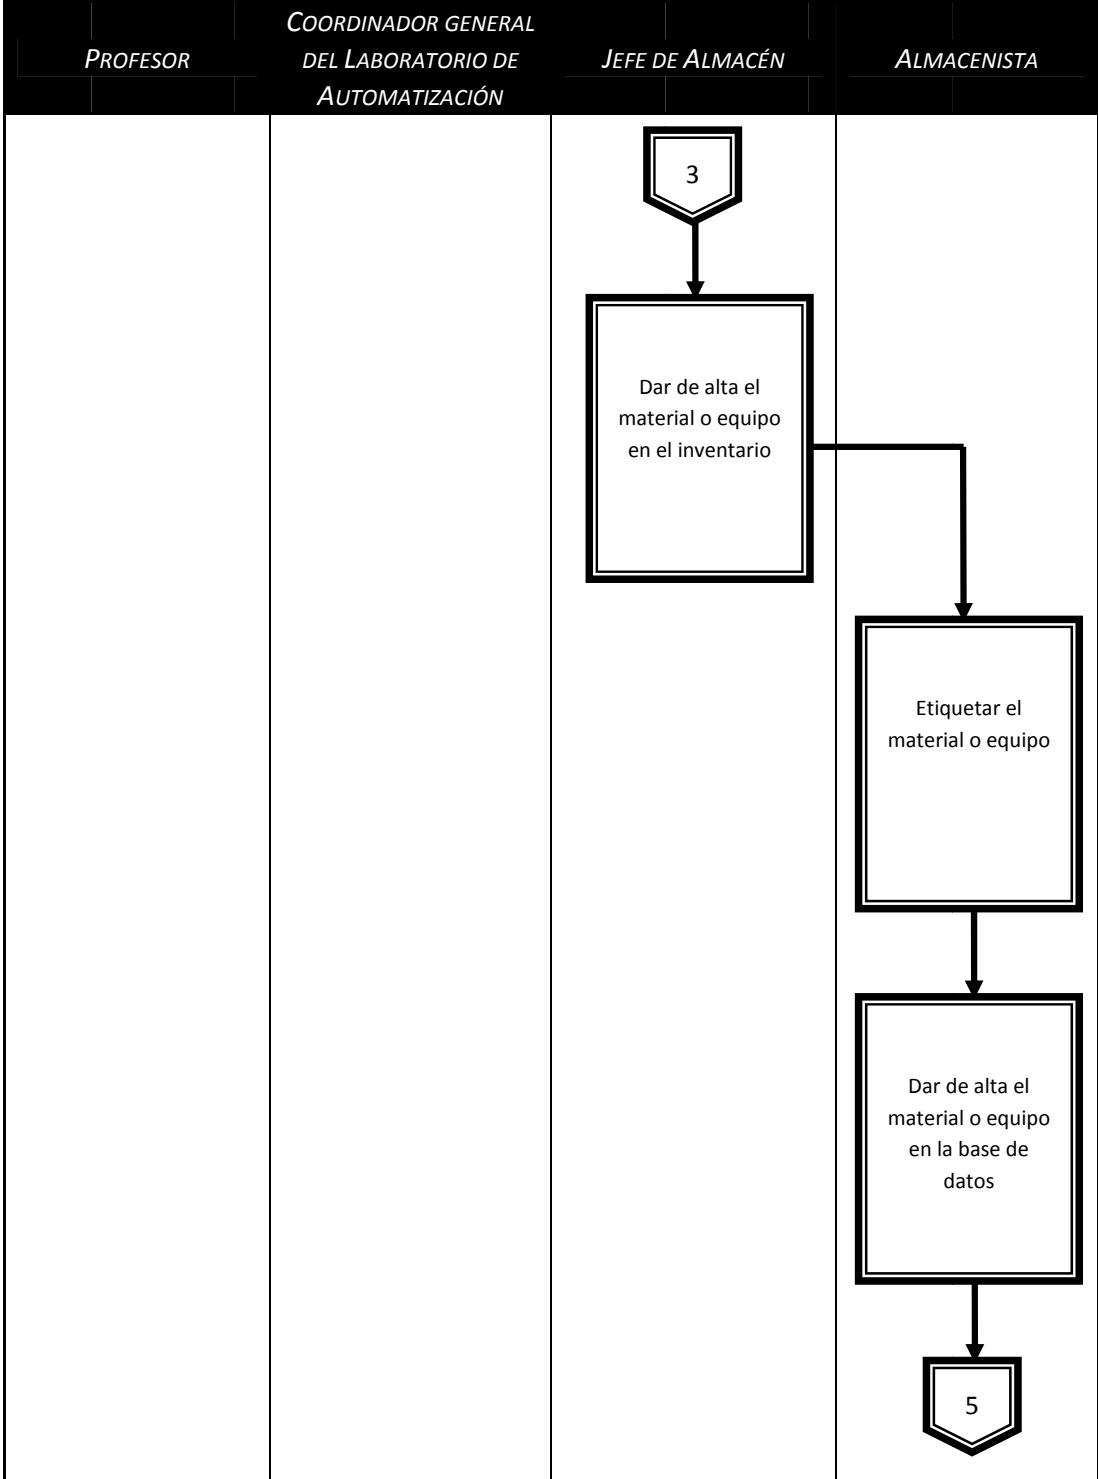 PROFESOR
COORDINADOR GENERAL
DEL LABORATORIO DE
AUTOMATIZACIÓN
JEFE DE ALMACÉN
ALMACENISTA
3
Dar de alta el
material o equipo
en el inventario
Etiquetar el
material o equipo
Dar de alta el
material o equipo
en la base de
datos
5